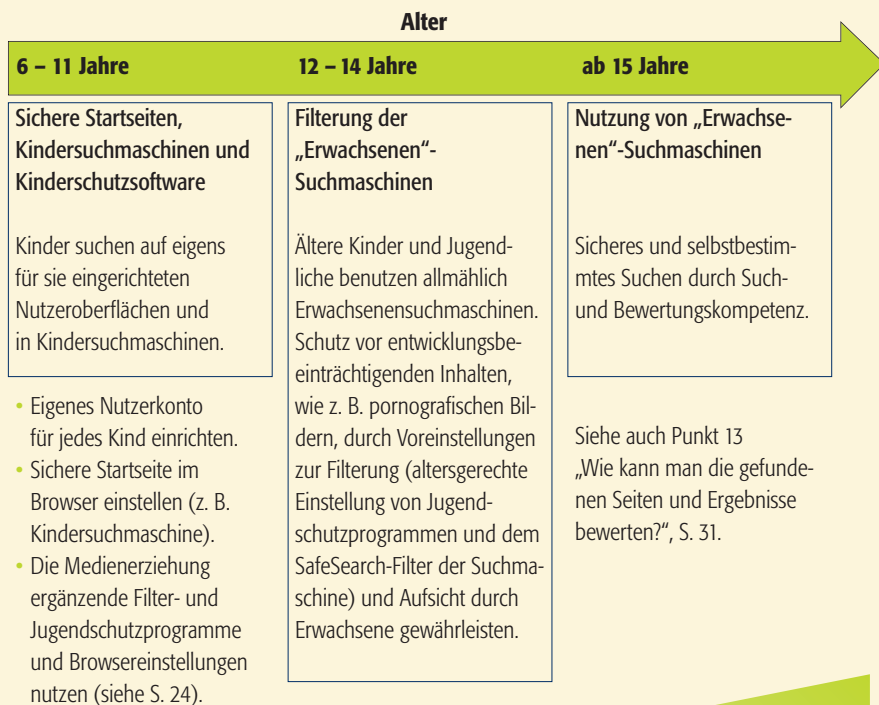 Alter
6 – 11 Jahre
12 – 14 Jahre
ab 15 Jahre
Sichere Startseiten,
Kindersuchmaschinen und
Kinderschutzsoftware
Kinder suchen auf eigens
für sie eingerichteten
Nutzeroberflächen und
in Kindersuchmaschinen.
• Eigenes Nutzerkonto
für jedes Kind einrichten.
• Sichere Startseite im
Browser einstellen (z. B.
Kindersuchmaschine).
• Die Medienerziehung
ergänzende Filter- und
Jugendschutzprogramme
und Browsereinstellungen
nutzen (siehe S. 24).
Filterung der
„Erwachsenen“-
Suchmaschinen
Ältere Kinder und Jugend-
liche benutzen allmählich
Erwachsenensuchmaschinen.
Schutz vor entwicklungsbe-
einträchtigenden Inhalten,
wie z. B. pornografischen Bil-
dern, durch Voreinstellungen
zur Filterung (altersgerechte
Einstellung von Jugend-
schutzprogrammen und dem
SafeSearch-Filter der Suchma-
schine) und Aufsicht durch
Erwachsene gewährleisten.
Nutzung von „Erwachse-
nen“-Suchmaschinen
Sicheres und selbstbestim-
mtes Suchen durch Such-
und Bewertungskompetenz.
Siehe auch Punkt 13
„Wie kann man die gefunde-
nen Seiten und Ergebnisse
bewerten?“, S. 31.